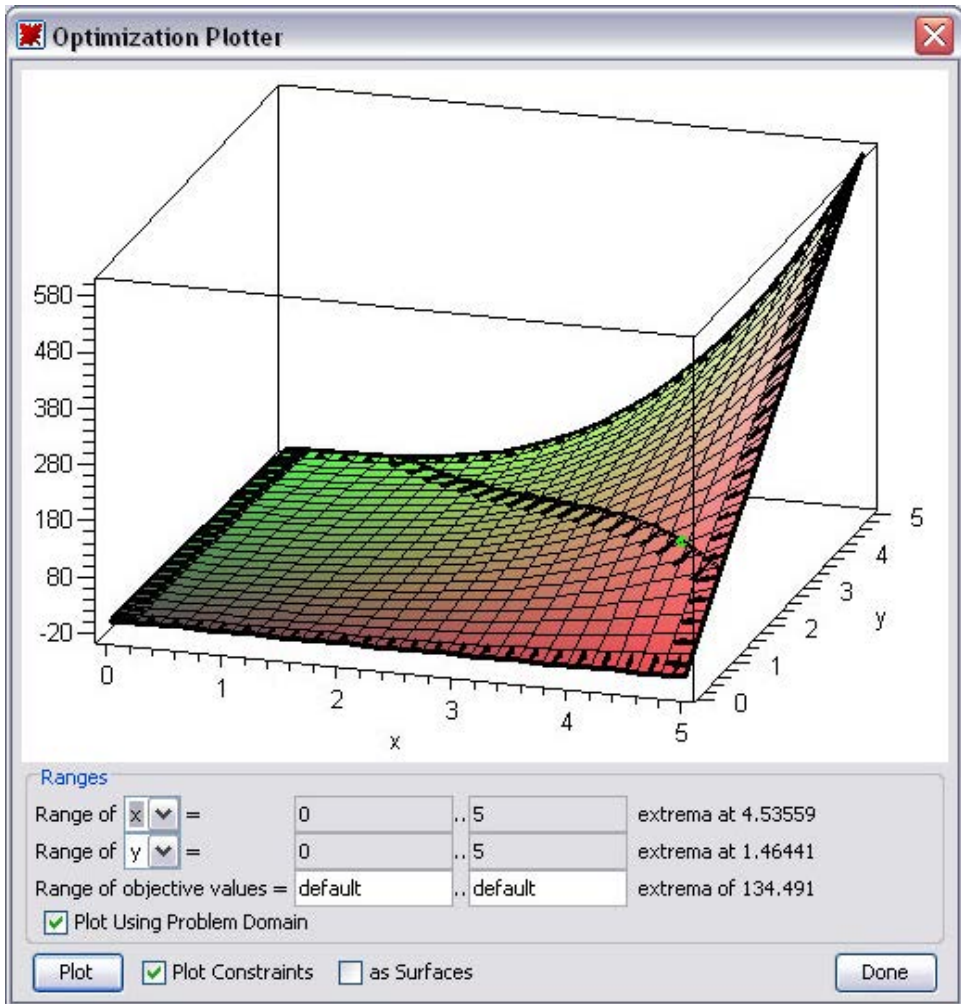 Optimization Plotter
580
480
380
280
180
80
-20
0
1
2
3
4
5
x
0
1
2
3
4
5
y
Ranges
Range of x = 0 .. 5 extrema at 4.53559
Range of y = 0 .. 5 extrema at 1.46441
Range of objective values = default .. default extrema of 134.491
Plot Using Problem Domain
Plot Plot Constraints as Surfaces Done